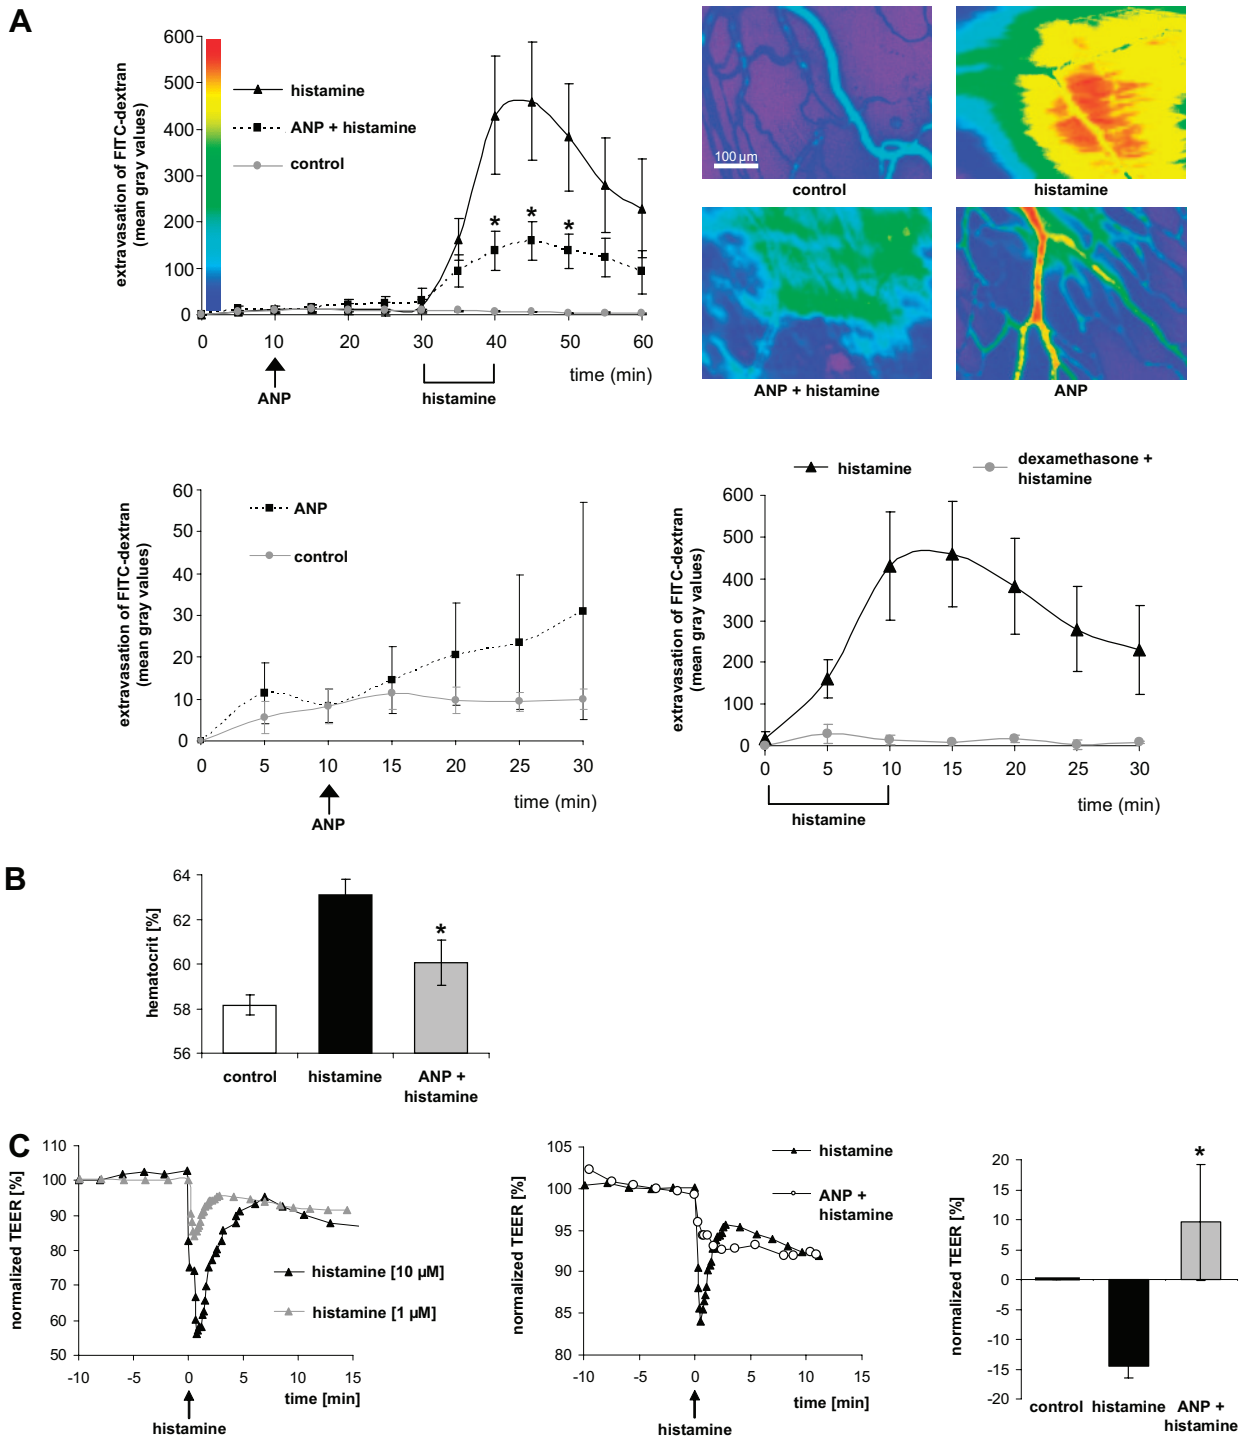 A
extravasation of FITC-dextran
(mean gray values)
600
500
400
300
200
100
0
histamine
ANP + histamine
control
* * *
0 10 20 30 40 50 60
time (min)
ANP
histamine
100 µm
control
histamine
ANP + histamine
ANP
extravasation of FITC-dextran
(mean gray values)
60
50
40
30
20
10
0
ANP
control
0 5 10 15 20 25 30
time (min)
ANP
histamine
dexamethasone +
histamine
extravasation of FITC-dextran
(mean gray values)
600
500
400
300
200
100
0
0 5 10 15 20 25 30
time (min)
histamine
B
hematocrit [%]
64
62
60
58
56
*
control
histamine
ANP +
histamine
C
normalized TEER [%]
110
100
90
80
70
60
50
histamine [10 µM]
histamine [1 µM]
-10 -5 0 5 10 15
time [min]
histamine
normalized TEER [%]
105
100
95
90
85
80
histamine
ANP +
histamine
-10 -5 0 5 10 15
time [min]
histamine
normalized TEER [%]
20
15
10
5
0
-5
-10
-15
-20
*
control
histamine
ANP +
histamine